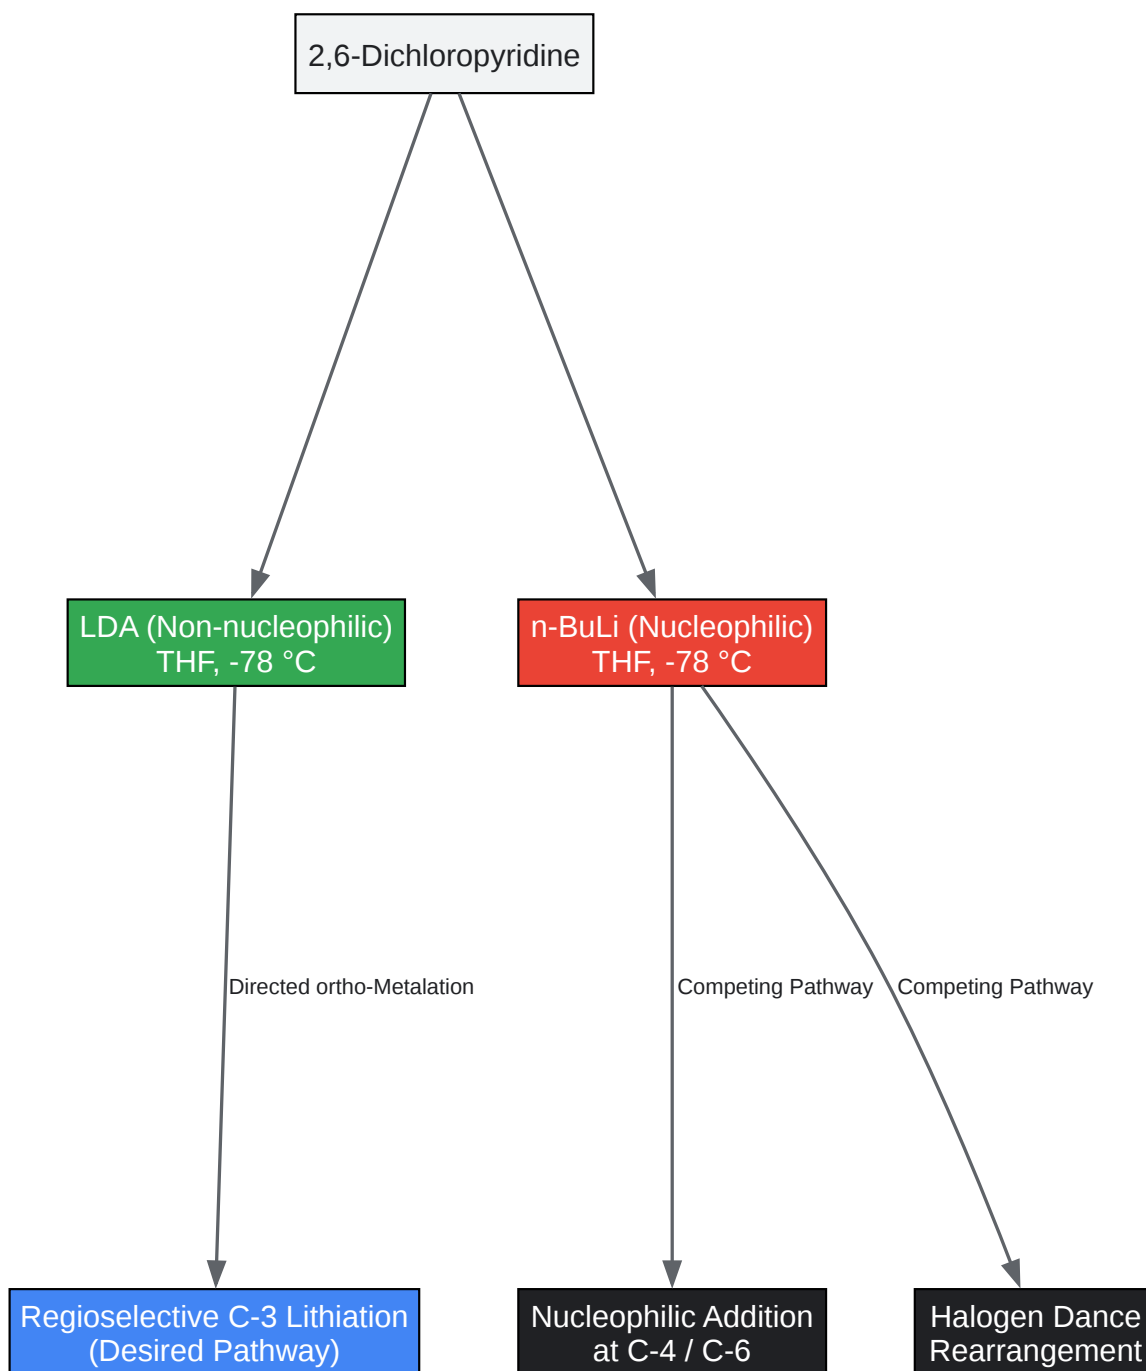 2,6-Dichloropyridine
LDA (Non-nucleophilic)
THF, -78 °C
n-BuLi (Nucleophilic)
THF, -78 °C
Directed ortho-Metalation
Competing Pathway
Competing Pathway
Regioselective C-3 Lithiation
(Desired Pathway)
Nucleophilic Addition
at C-4 / C-6
Halogen Dance
Rearrangement